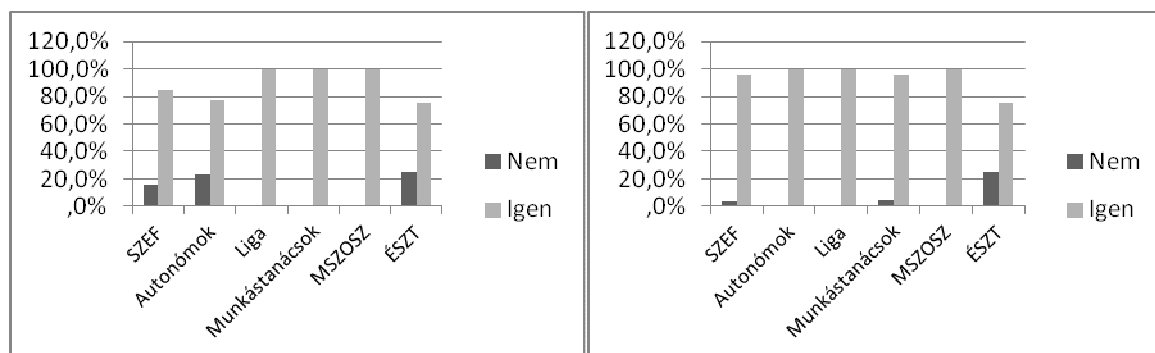 120,0%
100,0%
80,0%
60,0%
40,0%
20,0%
,0%
SZEF
Autonómok
Liga
Munkástanácsok
MSZOSZ
ÉSZT
Nem
Igen
120,0%
100,0%
80,0%
60,0%
40,0%
20,0%
,0%
SZEF
Autonómok
Liga
Munkástanácsok
MSZOSZ
ÉSZT
Nem
Igen